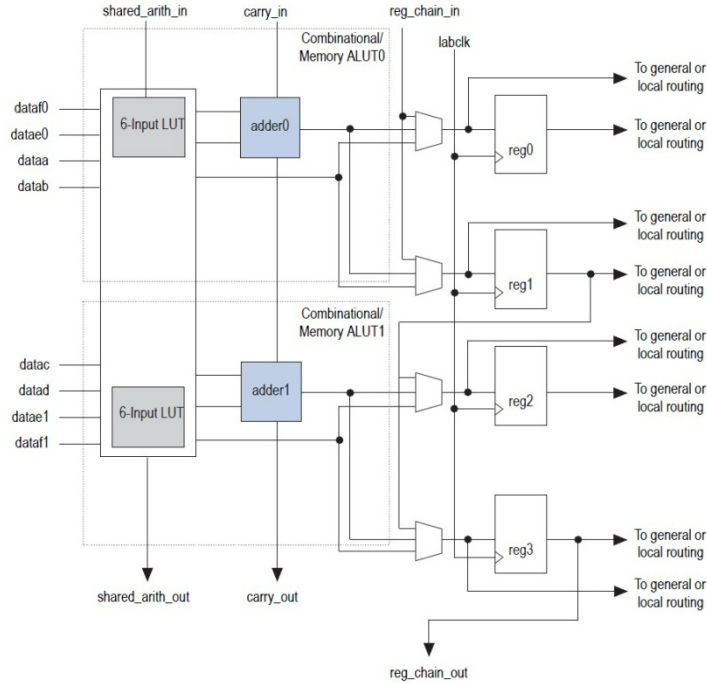 shared_arith_in
carry_in
reg_chain_in
labclk
Combinational/
Memory ALUT0
dataf0
datae0
dataa
datab
6-Input LUT
adder0
reg0
To general or
local routing
To general or
local routing
reg1
To general or
local routing
To general or
local routing
Combinational/
Memory ALUT1
datac
datad
datae1
dataf1
6-Input LUT
adder1
reg2
To general or
local routing
To general or
local routing
reg3
To general or
local routing
To general or
local routing
shared_arith_out
carry_out
reg_chain_out